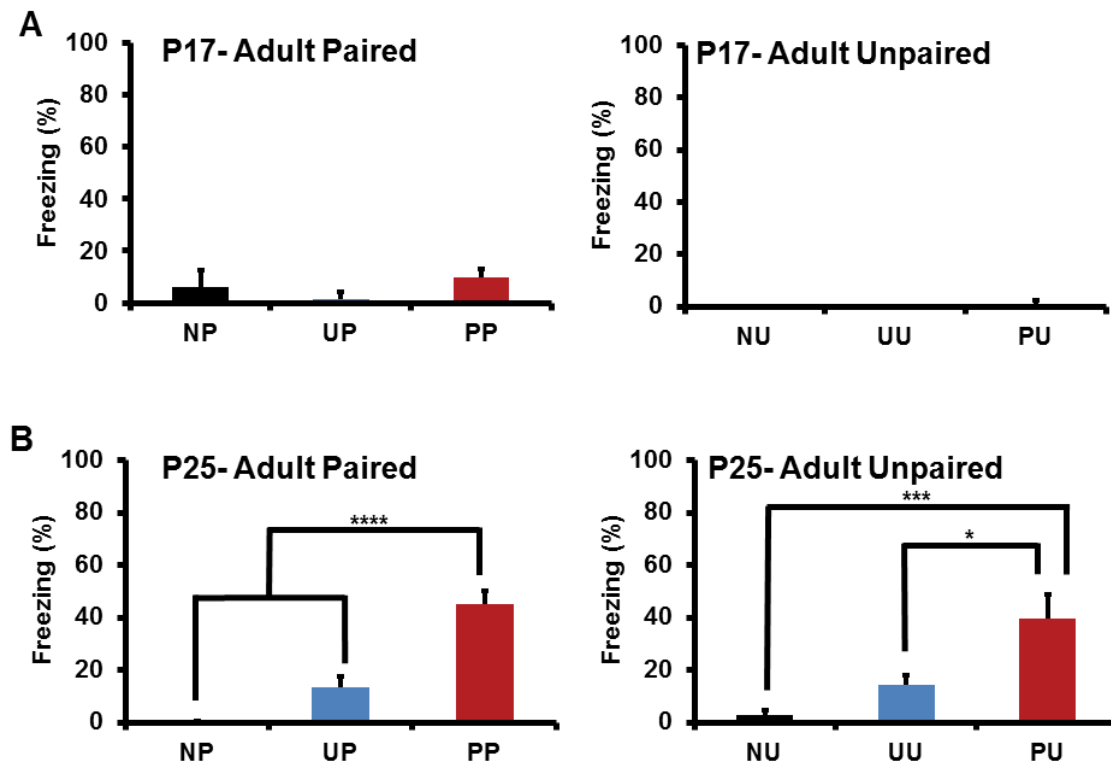 A
P17- Adult Paired
Freezing (%)
100
80
60
40
20
0
NP UP PP
P17- Adult Unpaired
Freezing (%)
100
80
60
40
20
0
NU UU PU
B
P25- Adult Paired
Freezing (%)
100
80
60
40
20
0
****
NP UP PP
P25- Adult Unpaired
Freezing (%)
100
80
60
40
20
0
***
*
NU UU PU